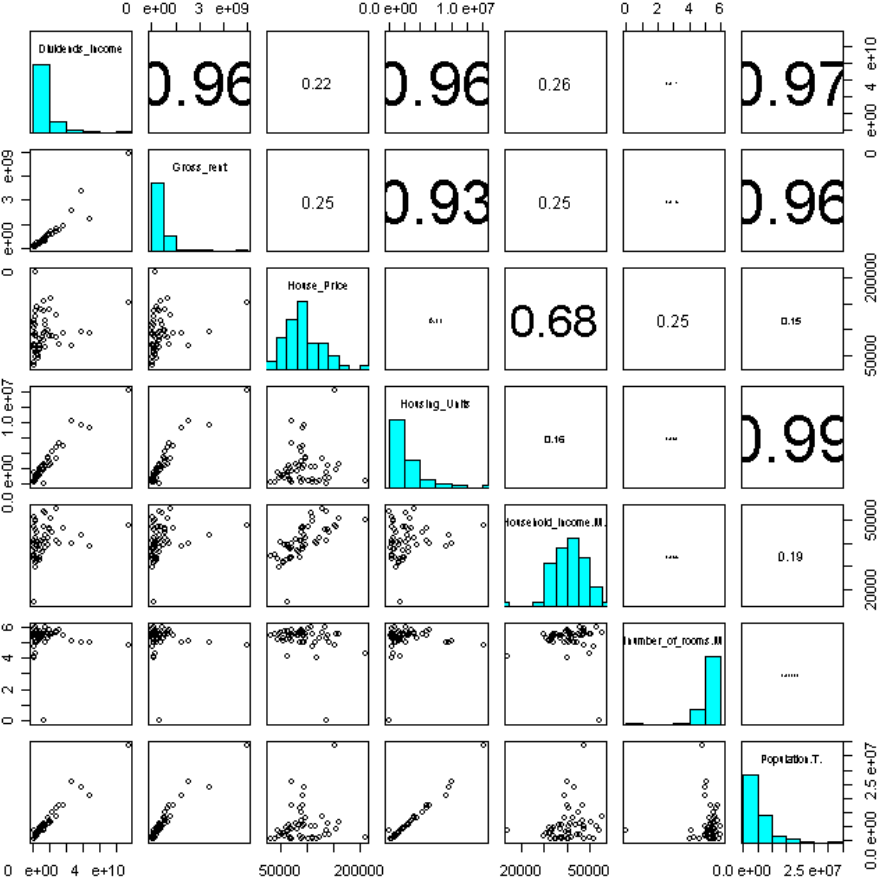 0 e+00 3 e+09 0.0 e+00 1.0 e+07 0 2 4 6
Dividends_Income 0.96 0.22 0.96 0.26 0.97
0 e+00 4 e+10
Gross_rent 0.25 0.93 0.25 0.96
0 e+00 3 e+09
House_Price 0.68 0.25 0.15
50000 200000
Housing_Units 0.16 0.99
0.0 e+00 1.0 e+07
Household_Income.M. 0.19
20000 50000
number_of_rooms.M
0 2 4 6
Population.T.
0.0 e+00 2.5 e+07
0 e+00 4 e+10 50000 200000 20000 50000 0.0 e+00 2.5 e+07